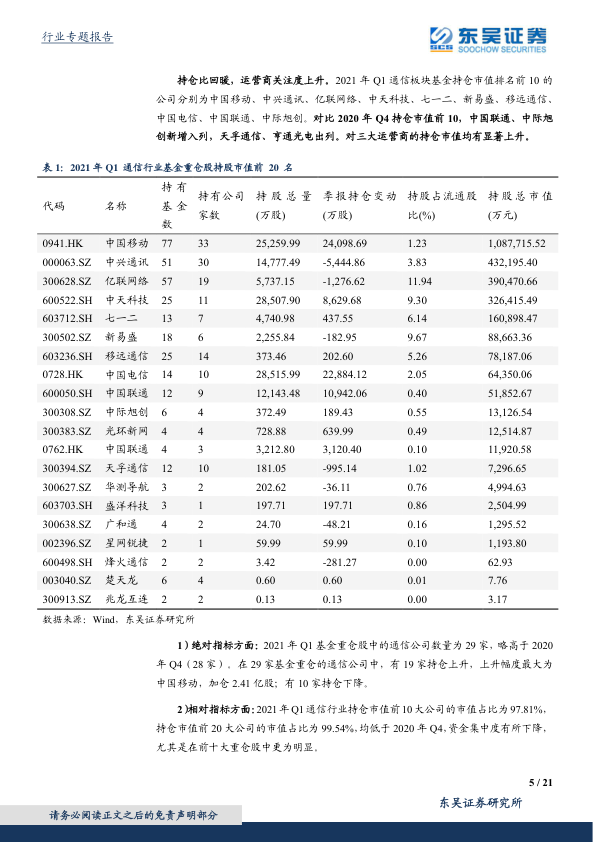 行业专题报告
东吴证券
SCS
SOOCHOW SECURITIES
持仓比回暖，运营商关注度上升。2021 年 Q1 通信板块基金持仓市值排名前 10 的
公司分别为中国移动、中兴通讯、亿联网络、中天科技、七一二、新易盛、移远通信、
中国电信、中国联通、中际旭创。对比 2020 年 Q4 持仓市值前 10，中国联通、中际旭
创新增入列，天孚通信、亨通光电出列。对三大运营商的持仓市值均有显著上升。
表 1：2021 年 Q1 通信行业基金重仓股持股市值前 20 名
代码 名称 持有基金数 持有公司家数 持股总量(万股) 季报持仓变动(万股) 持股占流通股比(%) 持股总市值(万元)
0941.HK 中国移动 77 33 25,259.99 24,098.69 1.23 1,087,715.52
000063.SZ 中兴通讯 51 30 14,777.49 -5,444.86 3.83 432,195.40
300628.SZ 亿联网络 57 19 5,737.15 -1,276.62 11.94 390,470.66
600522.SH 中天科技 25 11 28,507.90 8,629.68 9.30 326,415.49
603712.SH 七一二 13 7 4,740.98 437.55 6.14 160,898.47
300502.SZ 新易盛 18 6 2,255.84 -182.95 9.67 88,663.36
603236.SH 移远通信 25 14 373.46 202.60 5.26 78,187.06
0728.HK 中国电信 14 10 28,515.99 22,884.12 2.05 64,350.06
600050.SH 中国联通 12 9 12,143.48 10,942.06 0.40 51,852.67
300308.SZ 中际旭创 6 4 372.49 189.43 0.55 13,126.54
300383.SZ 光环新网 4 4 728.88 639.99 0.49 12,514.87
0762.HK 中国联通 4 3 3,212.80 3,120.40 0.10 11,920.58
300394.SZ 天孚通信 12 10 181.05 -995.14 1.02 7,296.65
300627.SZ 华测导航 3 2 202.62 -36.11 0.76 4,994.63
603703.SH 盛洋科技 3 1 197.71 197.71 0.86 2,504.99
300638.SZ 广和通 4 2 24.70 -48.21 0.16 1,295.52
002396.SZ 星网锐捷 2 1 59.99 59.99 0.10 1,193.80
600498.SH 烽火通信 2 2 3.42 -281.27 0.00 62.93
003040.SZ 楚天龙 6 4 0.60 0.60 0.01 7.76
300913.SZ 兆龙互连 2 2 0.13 0.13 0.00 3.17
数据来源：Wind，东吴证券研究所
1）绝对指标方面：2021 年 Q1 基金重仓股中的通信公司数量为 29 家，略高于 2020
年 Q4（28 家）。在 29 家基金重仓的通信公司中，有 19 家持仓上升，上升幅度最大为
中国移动，加仓 2.41 亿股；有 10 家持仓下降。
2)相对指标方面：2021 年 Q1 通信行业持仓市值前 10 大公司的市值占比为 97.81%，
持仓市值前 20 大公司的市值占比为 99.54%，均低于 2020 年 Q4，资金集中度有所下降，
尤其是在前十大重仓股中更为明显。
5 / 21
东吴证券研究所
请务必阅读正文之后的免责声明部分